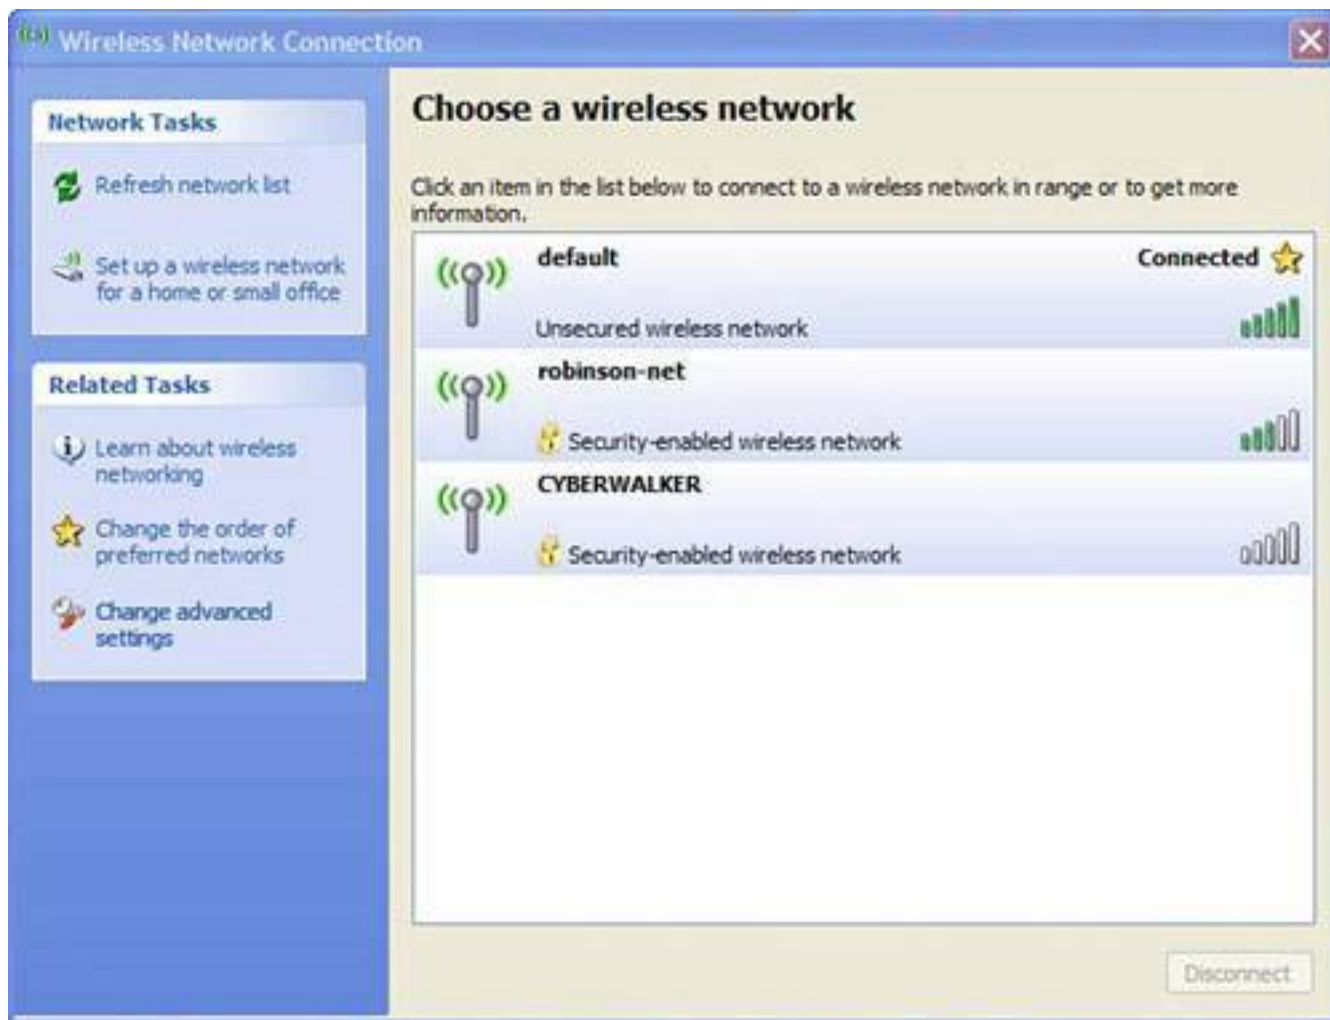 Wireless Network Connection
Network Tasks
Refresh network list
Set up a wireless network
for a home or small office
Related Tasks
Learn about wireless
networking
Change the order of
preferred networks
Change advanced
settings
Choose a wireless network
Click an item in the list below to connect to a wireless network in range or to get more
information.
default
Connected
Unsecured wireless network
robinson-net
Security-enabled wireless network
CYBERWALKER
Security-enabled wireless network
Disconnect